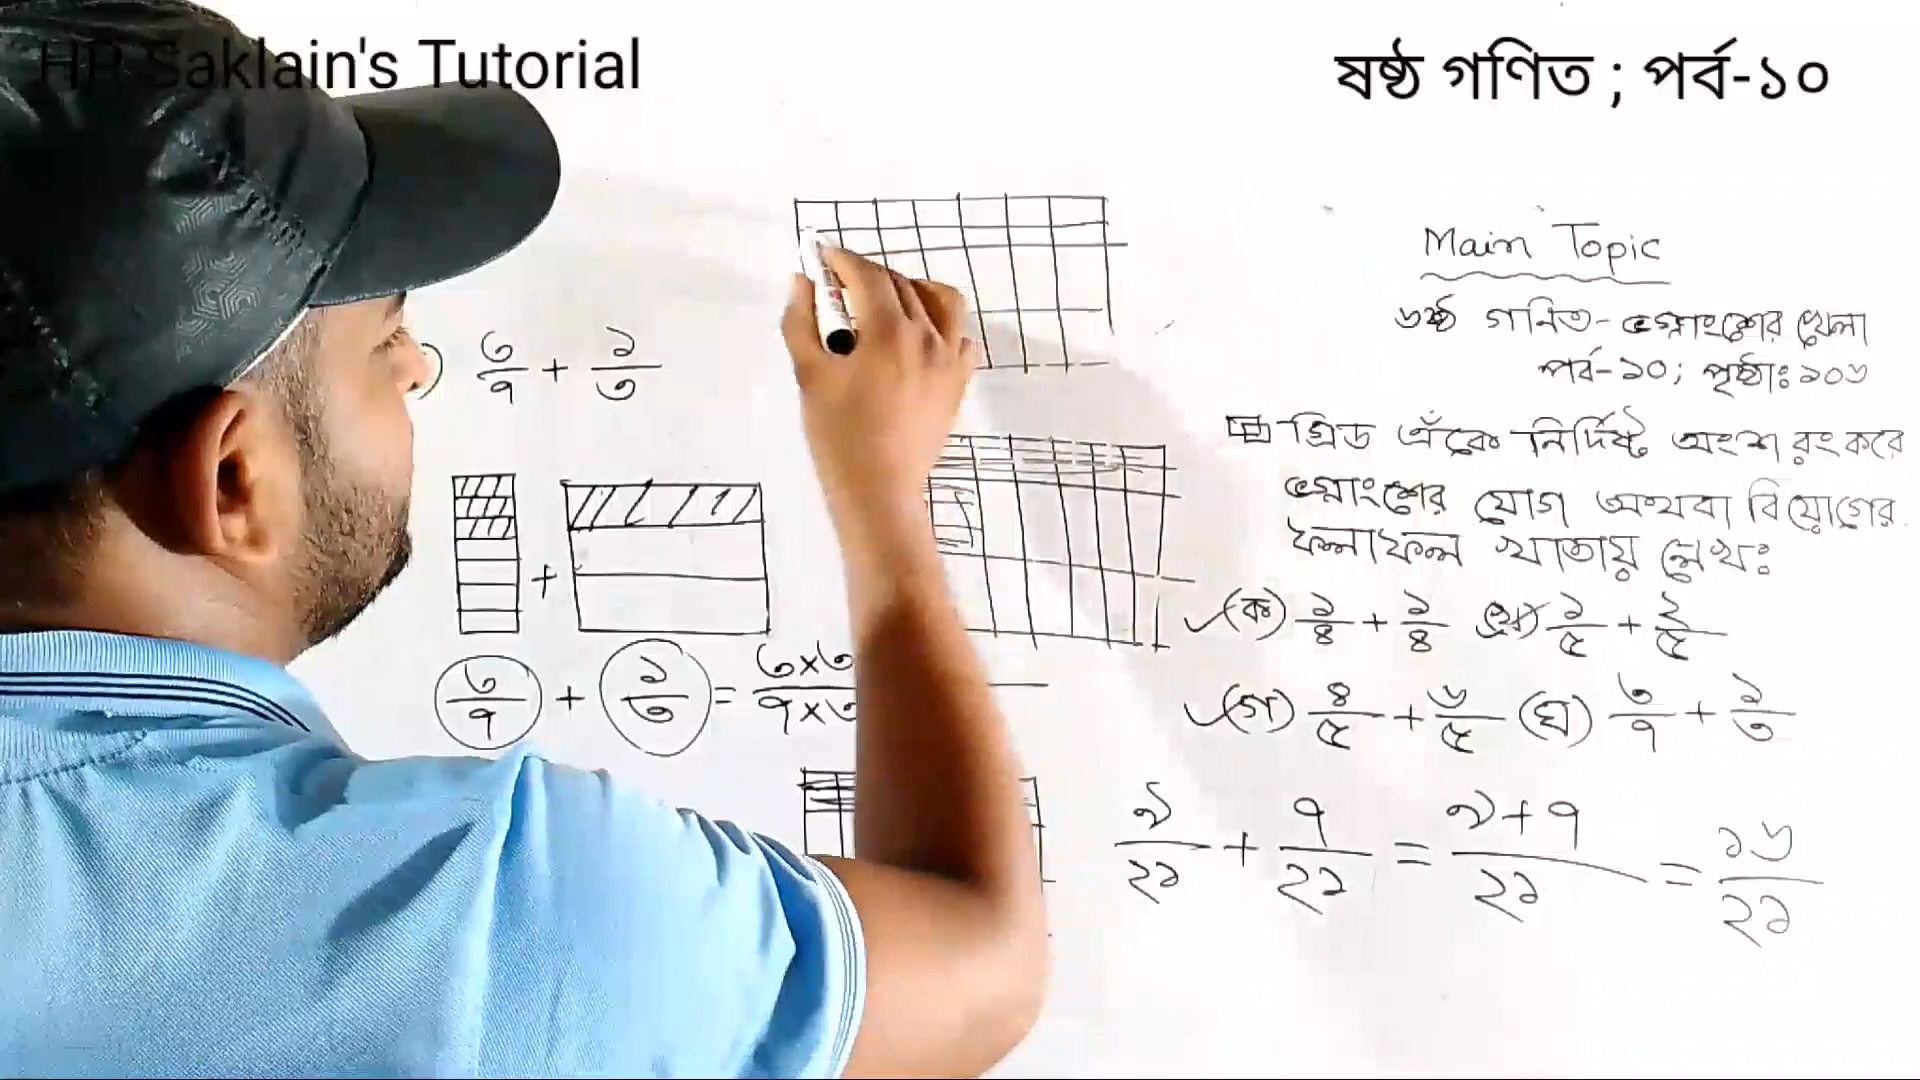 HP Saklain's Tutorial
ষষ্ঠ গণিত ; পর্ব-১০
Main Topic
৬ষ্ঠ গনিত- ভগ্নাংশের খেলা
পর্ব-১০; পৃষ্ঠাঃ ১০৬
গ্রিড এঁকে নির্দিষ্ট অংশ রং করে
ভগ্নাংশের যোগ অথবা বিয়োগের
ফলাফল খাতায় লেখঃ
(ক) ১/৪ + ১/৪ (খ) ১/৫ + ২/৫
(গ) ৪/৫ + ৬/৫ (ঘ) ৩/৭ + ১/৩
) ৩/৭ + ১/৩
+
৩/৭ + ১/৩ = ৩×৩/৭×৩
৯/২১ + ৭/২১ = ৯+৭/২১ = ১৬/২১